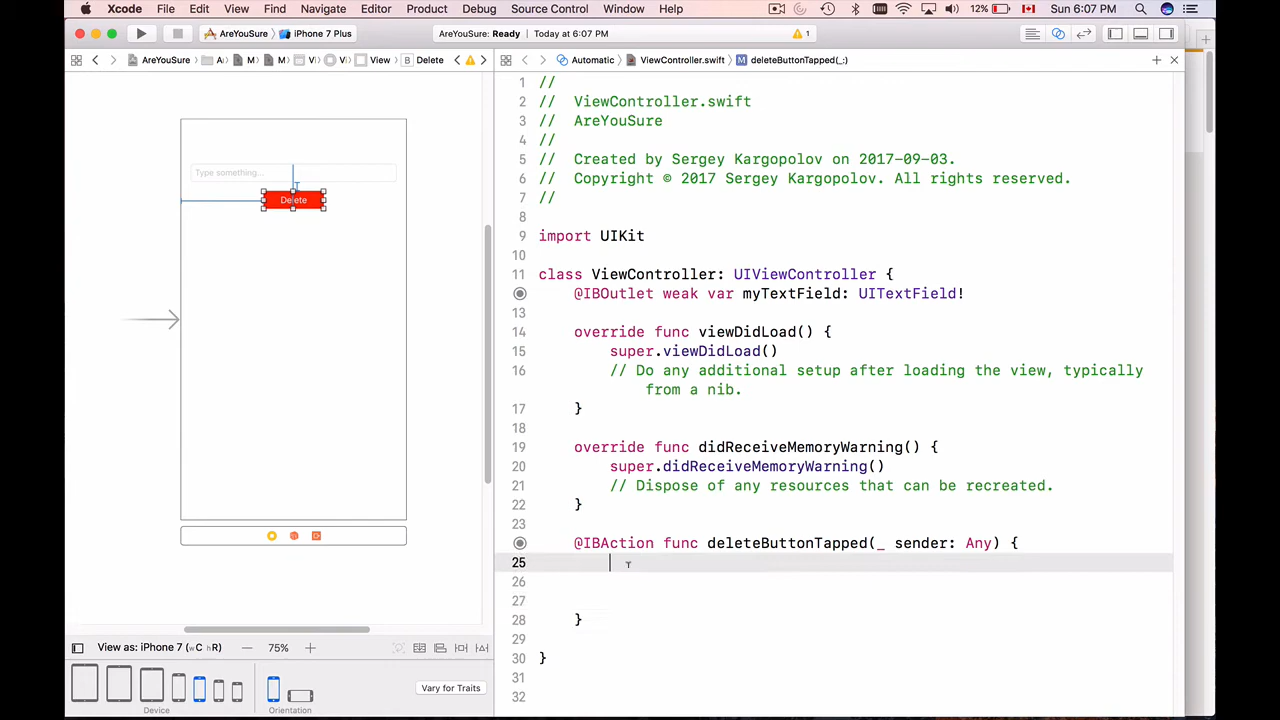 Xcode File Edit View Find Navigate Editor Product Debug Source Control Window Help 12% Sun 6:07 PM
AreYouSure iPhone 7 Plus AreYouSure: Ready Today at 6:07 PM 1
AreYouSure A M M Vi Vi View B Delete Automatic ViewController.swift M deleteButtonTapped(_:)
1 //
2 // ViewController.swift
3 // AreYouSure
4 //
5 // Created by Sergey Kargopolov on 2017-09-03.
6 // Copyright © 2017 Sergey Kargopolov. All rights reserved.
7 //
8
9 import UIKit
10
11 class ViewController: UIViewController {
@IBOutlet weak var myTextField: UITextField!
13
14 override func viewDidLoad() {
15 super.viewDidLoad()
16 // Do any additional setup after loading the view, typically
from a nib.
17 }
18
19 override func didReceiveMemoryWarning() {
20 super.didReceiveMemoryWarning()
21 // Dispose of any resources that can be recreated.
22 }
23
@IBAction func deleteButtonTapped(_ sender: Any) {
25
26
27
28 }
29
30 }
31
32
Type something...
Delete
View as: iPhone 7 (wC hR) — 75% +
Vary for Traits
Device Orientation